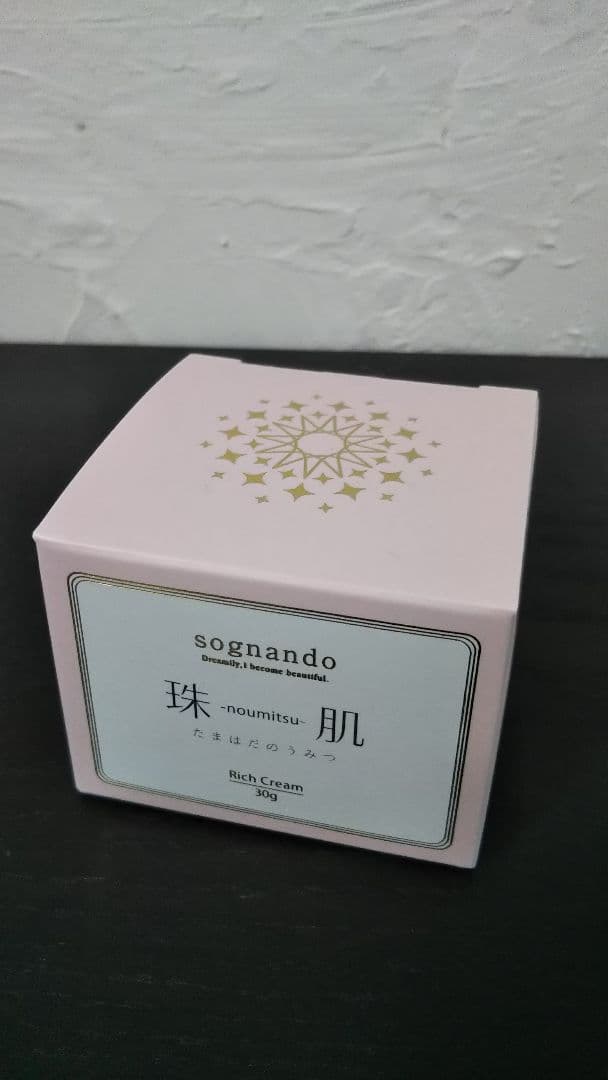 sognando
Dreamily, i become beautiful.
珠 -noumitsu- 肌
たまはだのうみつ
Rich Cream
30g